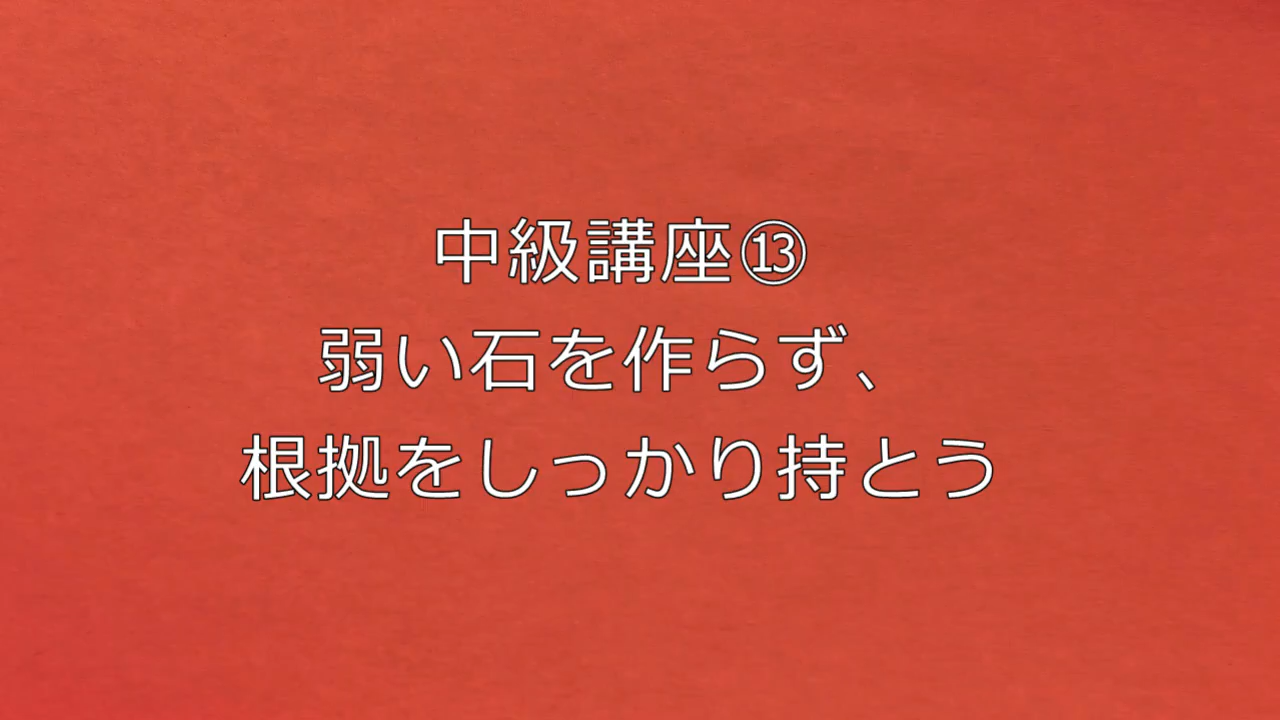 中級講座⑬
弱い石を作らず、
根拠をしっかり持とう